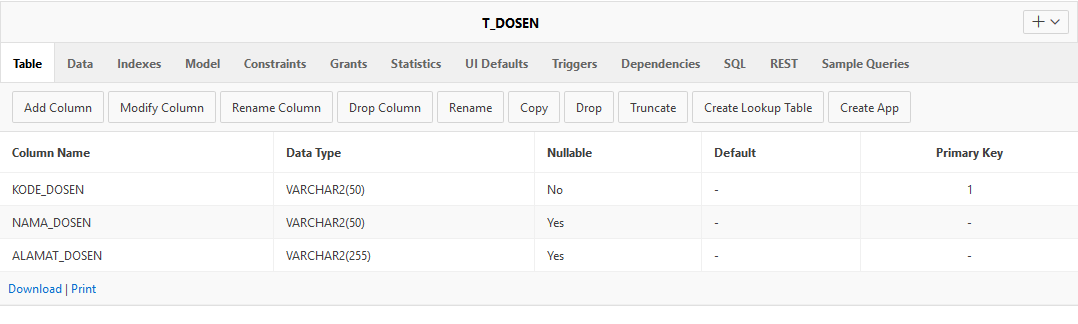 T_DOSEN
Table Data Indexes Model Constraints Grants Statistics UI Defaults Triggers Dependencies SQL REST Sample Queries
Add Column Modify Column Rename Column Drop Column Rename Copy Drop Truncate Create Lookup Table Create App
Column Name Data Type Nullable Default Primary Key
KODE_DOSEN VARCHAR2(50) No - 1
NAMA_DOSEN VARCHAR2(50) Yes - -
ALAMAT_DOSEN VARCHAR2(255) Yes - -
Download | Print